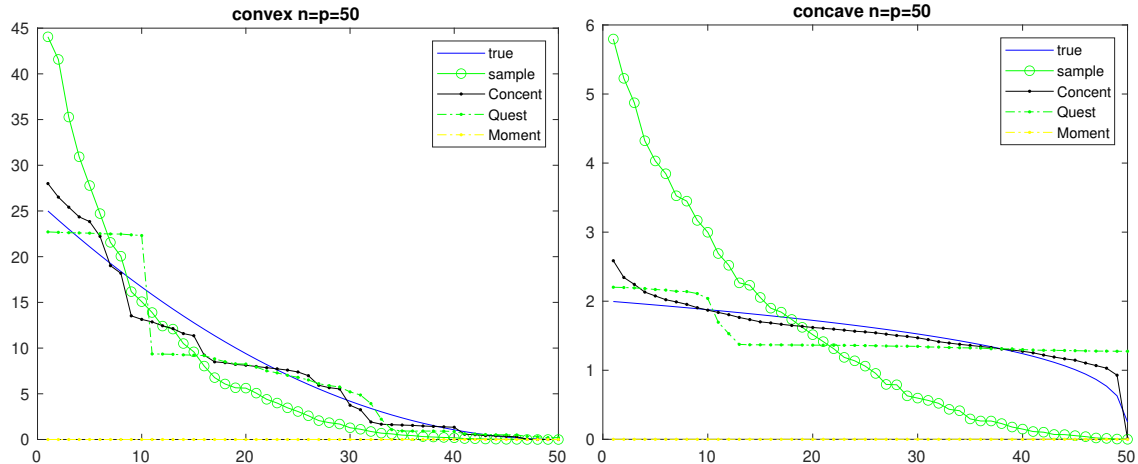 convex n=p=50
45
40
35
30
25
20
15
10
5
0
0 10 20 30 40 50
true
sample
Concent
Quest
Moment
concave n=p=50
6
5
4
3
2
1
0
0 10 20 30 40 50
true
sample
Concent
Quest
Moment